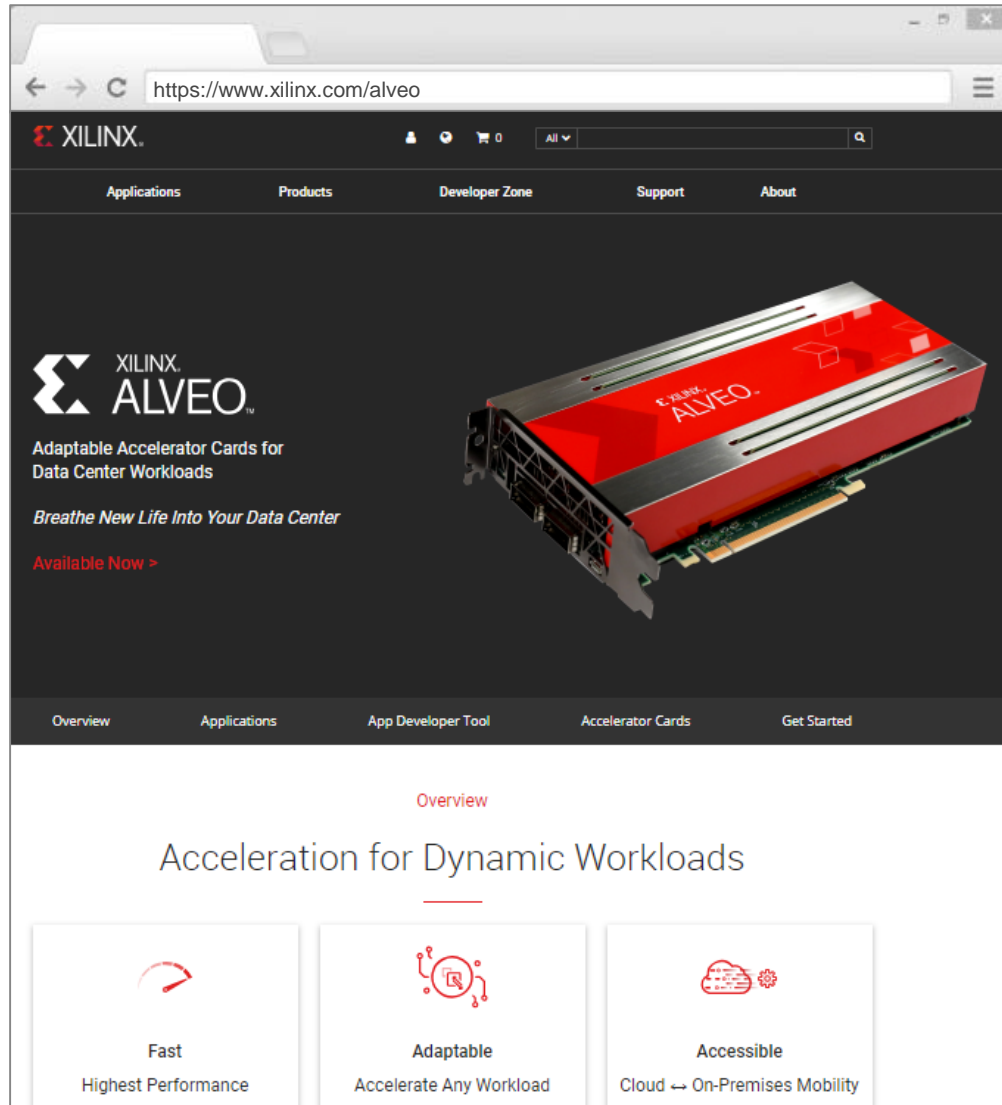 https://www.xilinx.com/alveo
XILINX.
0
All
Applications Products Developer Zone Support About
XILINX.
ALVEO™
Adaptable Accelerator Cards for
Data Center Workloads
Breathe New Life Into Your Data Center
Available Now >
XILINX.
ALVEO™
Overview Applications App Developer Tool Accelerator Cards Get Started
Overview
Acceleration for Dynamic Workloads
Fast
Highest Performance
Adaptable
Accelerate Any Workload
Accessible
Cloud ↔ On-Premises Mobility